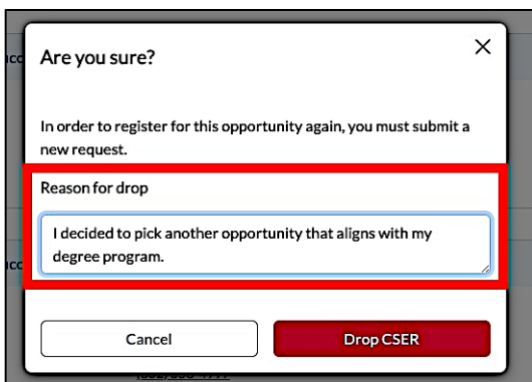 Are you sure?
In order to register for this opportunity again, you must submit a
new request.
Reason for drop
I decided to pick another opportunity that aligns with my
degree program.
Cancel
Drop CSER